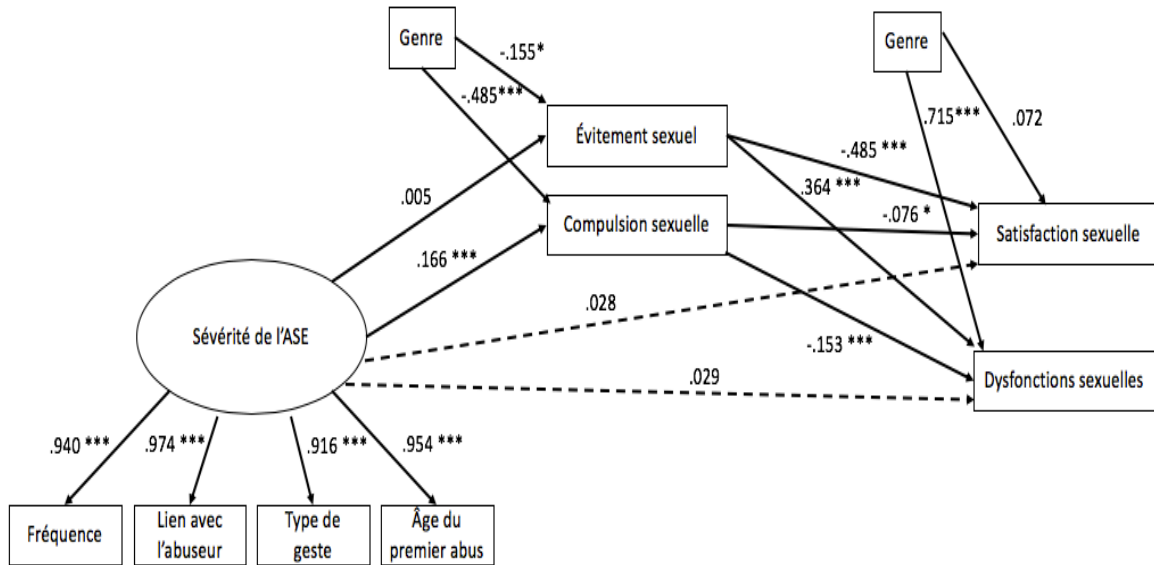 Genre
Genre
-.155*
-.485***
.715***
.072
Évitement sexuel
-.485 ***
.364 ***
.005
Compulsion sexuelle
-.076 *
Satisfaction sexuelle
.166 ***
.028
Sévérité de l'ASE
-.153 ***
Dysfonctions sexuelles
.029
.940 ***
.974 ***
.916 ***
.954 ***
Fréquence
Lien avec
l'abuseur
Type de
geste
Âge du
premier abus